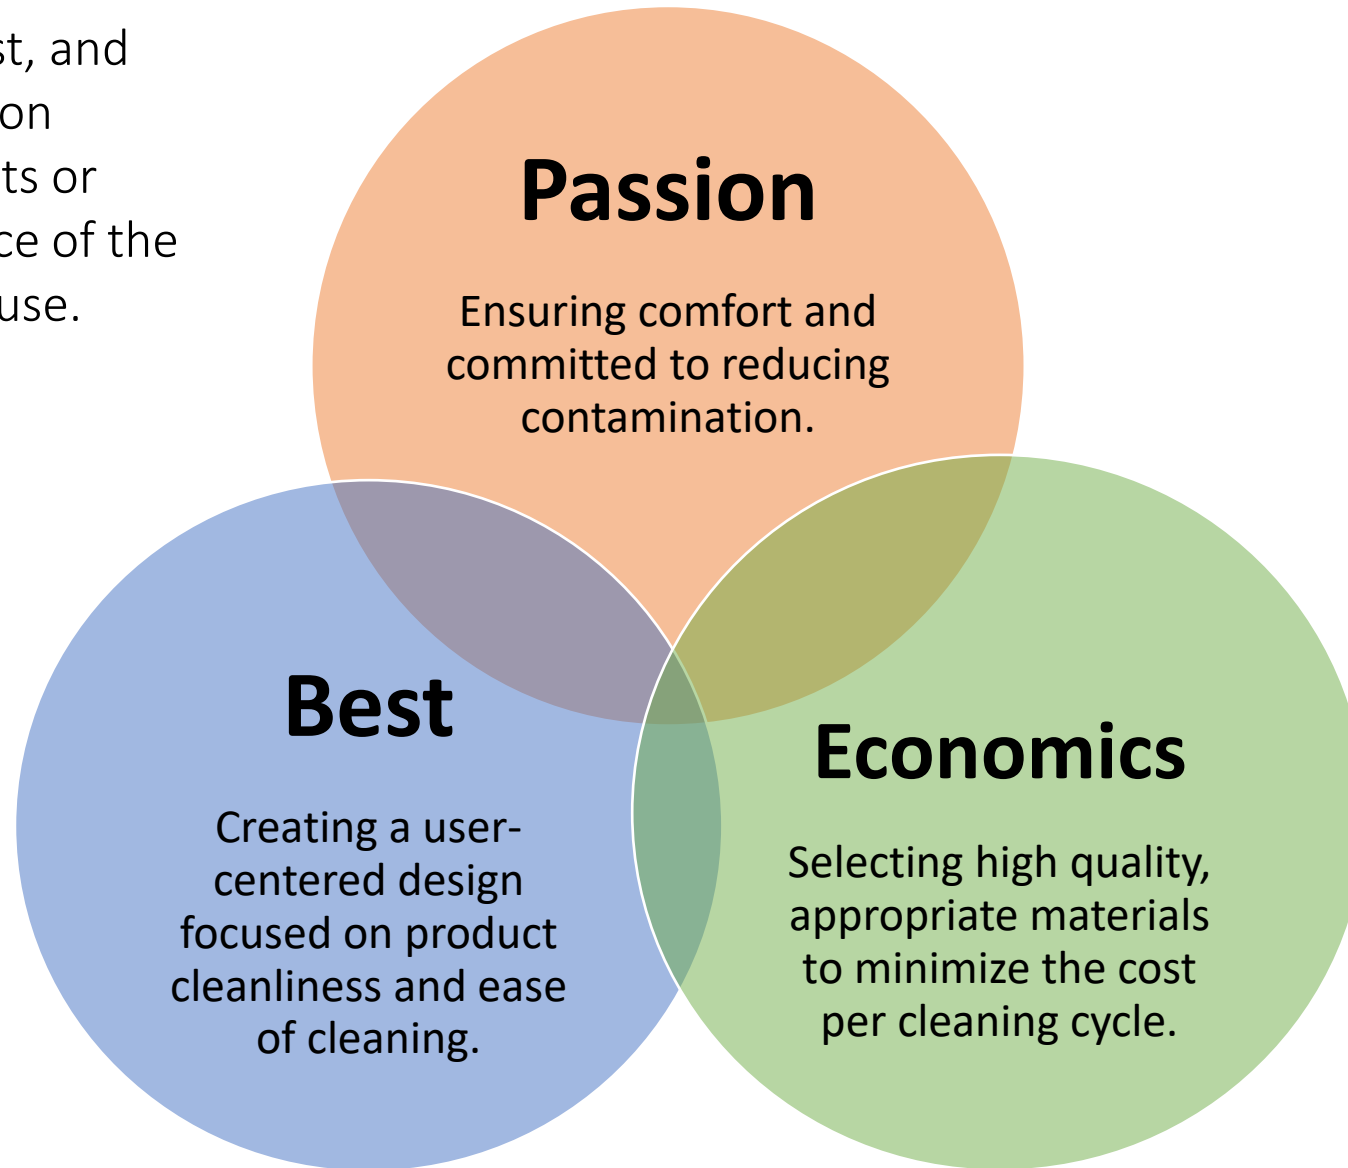 st, and
on
ts or
ce of the
use.
Passion
Ensuring comfort and
committed to reducing
contamination.
Best
Creating a user-
centered design
focused on product
cleanliness and ease
of cleaning.
Economics
Selecting high quality,
appropriate materials
to minimize the cost
per cleaning cycle.